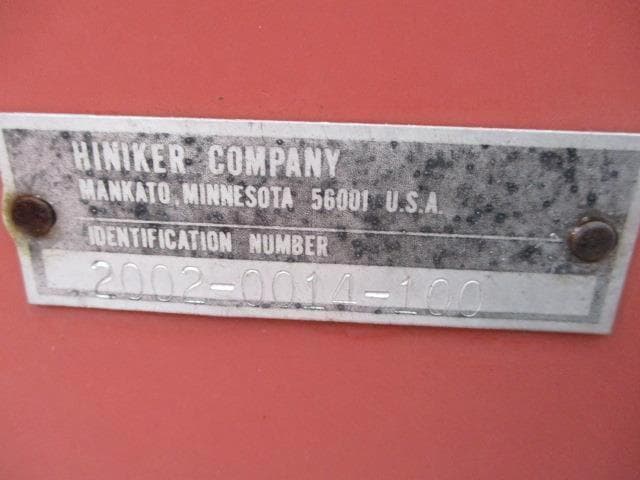 HINIKER COMPANY
MANKATO, MINNESOTA 56001 U.S.A.
IDENTIFICATION NUMBER
2002-0014-100